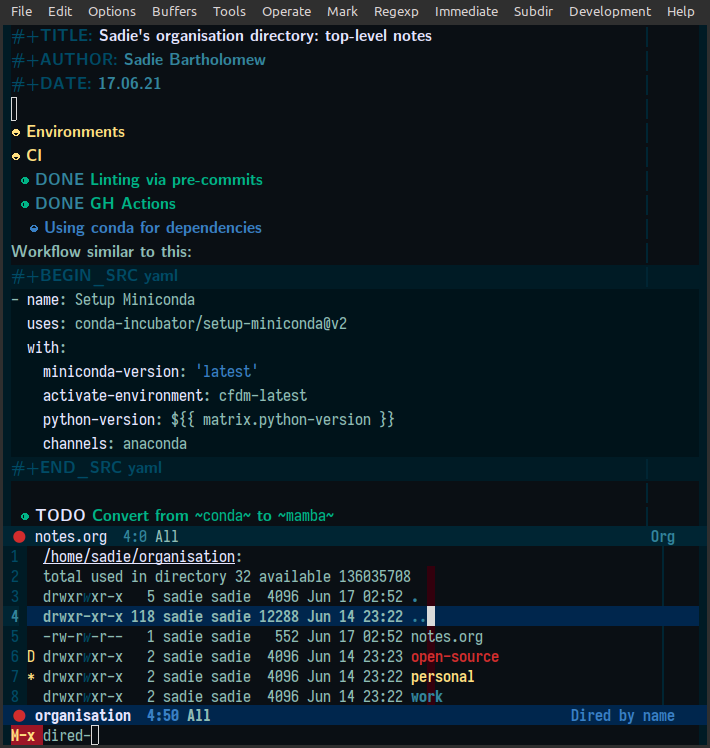 File Edit Options Buffers Tools Operate Mark Regexp Immediate Subdir Development Help
#+TITLE: Sadie's organisation directory: top-level notes
#+AUTHOR: Sadie Bartholomew
#+DATE: 17.06.21
Environments
CI
DONE Linting via pre-commits
DONE GH Actions
Using conda for dependencies
Workflow similar to this:
#+BEGIN_SRC yaml
- name: Setup Miniconda
uses: conda-incubator/setup-miniconda@v2
with:
miniconda-version: 'latest'
activate-environment: cfdm-latest
python-version: ${{ matrix.python-version }}
channels: anaconda
#+END_SRC yaml
TODO Convert from ~conda~ to ~mamba~
notes.org 4:0 All Org
1 /home/sadie/organisation:
2 total used in directory 32 available 136035708
3 drwxrwxr-x 5 sadie sadie 4096 Jun 17 02:52 .
4 drwxr-xr-x 118 sadie sadie 12288 Jun 14 23:22 ..
5 -rw-rw-r-- 1 sadie sadie 552 Jun 17 02:52 notes.org
6 D drwxrwxr-x 2 sadie sadie 4096 Jun 14 23:23 open-source
7 * drwxrwxr-x 2 sadie sadie 4096 Jun 14 23:22 personal
8 drwxrwxr-x 2 sadie sadie 4096 Jun 14 23:22 work
organisation 4:50 All Dired by name
M-x dired-